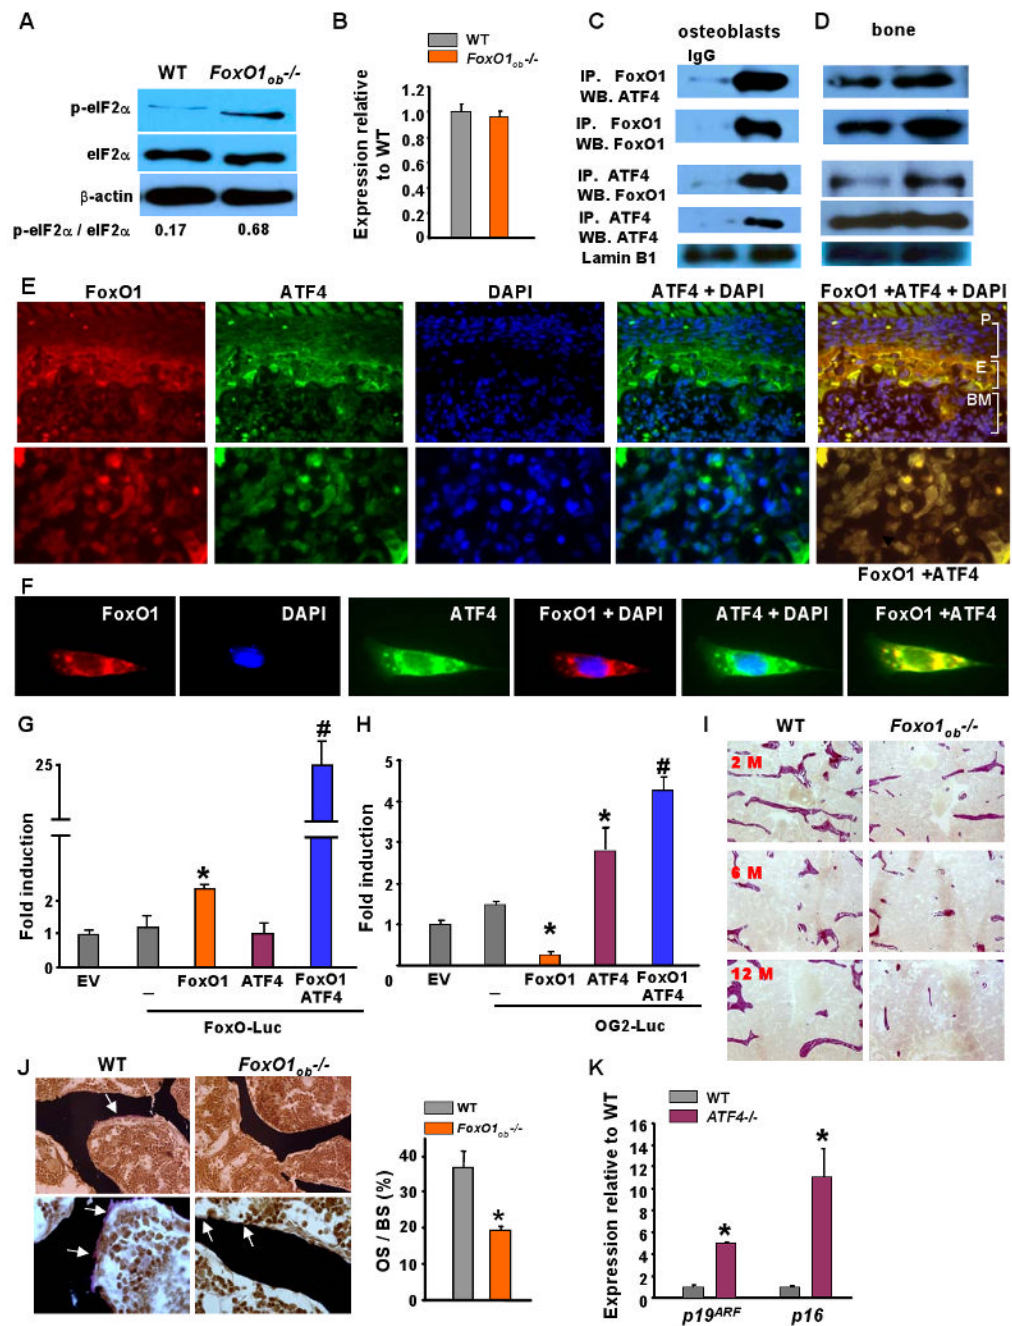 A
WT FoxO1ob-/-
p-eIF2α
eIF2α
β-actin
p-eIF2α / eIF2α 0.17 0.68
B
WT
FoxO1ob-/-
Expression relative
to WT
1.2
1.0
0.8
0.6
0.4
0.2
0
C
osteoblasts
IgG
IP. FoxO1
WB. ATF4
IP. FoxO1
WB. FoxO1
IP. ATF4
WB. FoxO1
IP. ATF4
WB. ATF4
Lamin B1
D
bone
E
FoxO1 ATF4 DAPI ATF4 + DAPI FoxO1 +ATF4 + DAPI
P
E
BM
FoxO1 +ATF4
F
FoxO1 DAPI ATF4 FoxO1 + DAPI ATF4 + DAPI FoxO1 +ATF4
G
Fold induction
25
2
1
0
* #
EV – FoxO1 ATF4 FoxO1
ATF4
FoxO-Luc
H
Fold induction
5
4
3
2
1
0
* * #
EV – FoxO1 ATF4 FoxO1
ATF4
OG2-Luc
I
WT Foxo1ob-/-
2 M
6 M
12 M
J
WT FoxO1ob-/-
WT
FoxO1ob-/-
OS / BS (%)
40
30
20
10
0
*
K
WT
ATF4-/-
Expression relative to WT
16
14
12
10
8
6
4
2
0
* *
p19ARF p16